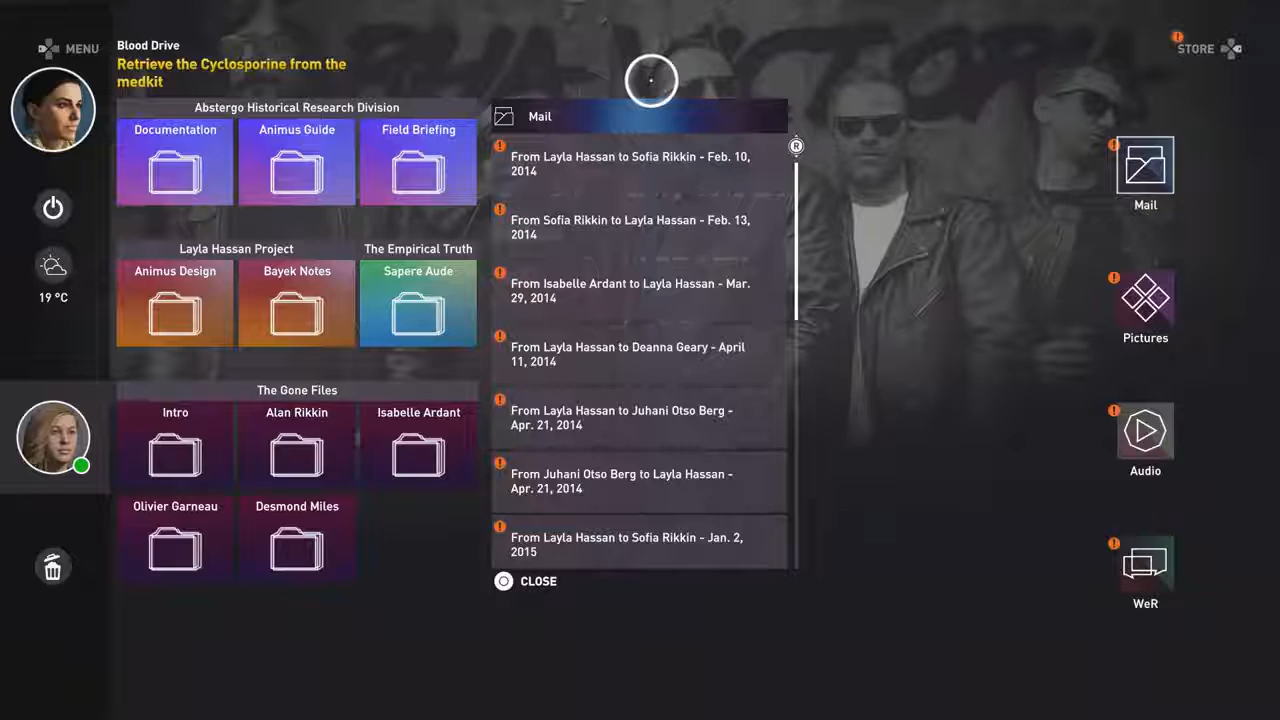 MENU
Blood Drive
Retrieve the Cyclosporine from the
medkit
STORE
Abstergo Historical Research Division
Documentation
Animus Guide
Field Briefing
Layla Hassan Project
The Empirical Truth
Animus Design
Bayek Notes
Sapere Aude
19 °C
The Gone Files
Intro
Alan Rikkin
Isabelle Ardant
Olivier Garneau
Desmond Miles
Mail
From Layla Hassan to Sofia Rikkin - Feb. 10,
2014
From Sofia Rikkin to Layla Hassan - Feb. 13,
2014
From Isabelle Ardant to Layla Hassan - Mar.
29, 2014
From Layla Hassan to Deanna Geary - April
11, 2014
From Layla Hassan to Juhani Otso Berg -
Apr. 21, 2014
From Juhani Otso Berg to Layla Hassan -
Apr. 21, 2014
From Layla Hassan to Sofia Rikkin - Jan. 2,
2015
CLOSE
R
Mail
Pictures
Audio
WeR